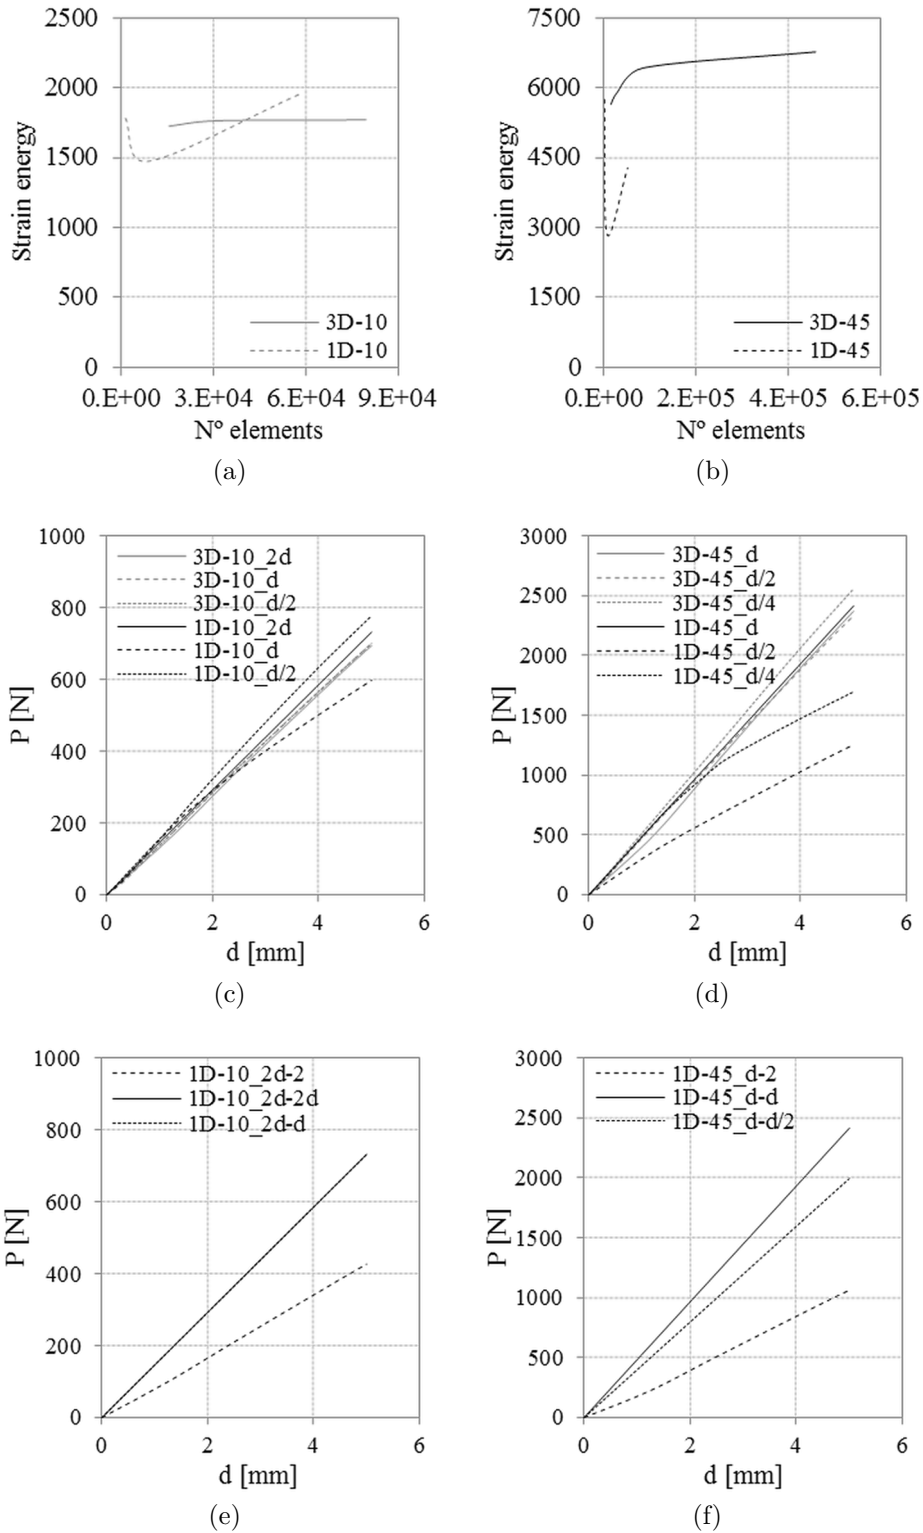 2500
2000
1500
1000
500
0
Strain energy
3D-10
1D-10
0.E+00 3.E+04 6.E+04 9.E+04
Nº elements
(a)
7500
6000
4500
3000
1500
0
Strain energy
3D-45
1D-45
0.E+00 2.E+05 4.E+05 6.E+05
Nº elements
(b)
1000
800
600
400
200
0
P [N]
3D-10_2d
3D-10_d
3D-10_d/2
1D-10_2d
1D-10_d
1D-10_d/2
0 2 4 6
d [mm]
(c)
3000
2500
2000
1500
1000
500
0
P [N]
3D-45_d
3D-45_d/2
3D-45_d/4
1D-45_d
1D-45_d/2
1D-45_d/4
0 2 4 6
d [mm]
(d)
1000
800
600
400
200
0
P [N]
1D-10_2d-2
1D-10_2d-2d
1D-10_2d-d
0 2 4 6
d [mm]
(e)
3000
2500
2000
1500
1000
500
0
P [N]
1D-45_d-2
1D-45_d-d
1D-45_d-d/2
0 2 4 6
d [mm]
(f)